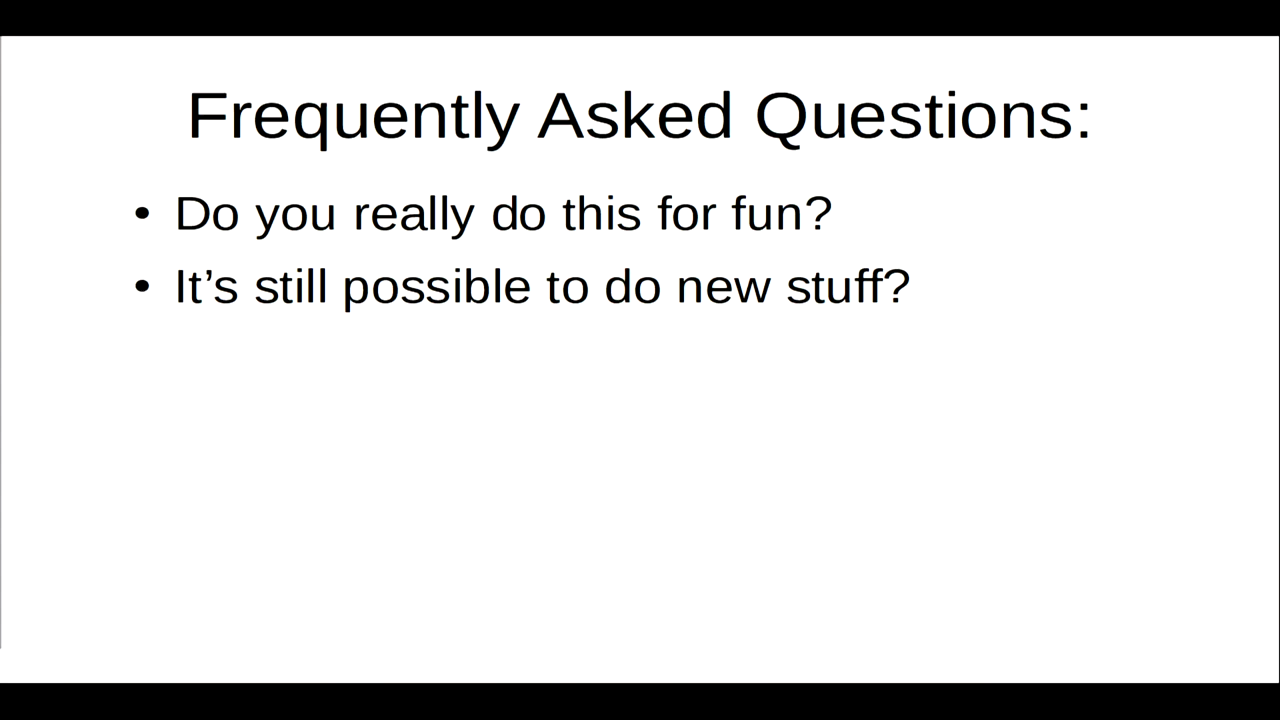 Frequently Asked Questions:
• Do you really do this for fun?
• It’s still possible to do new stuff?